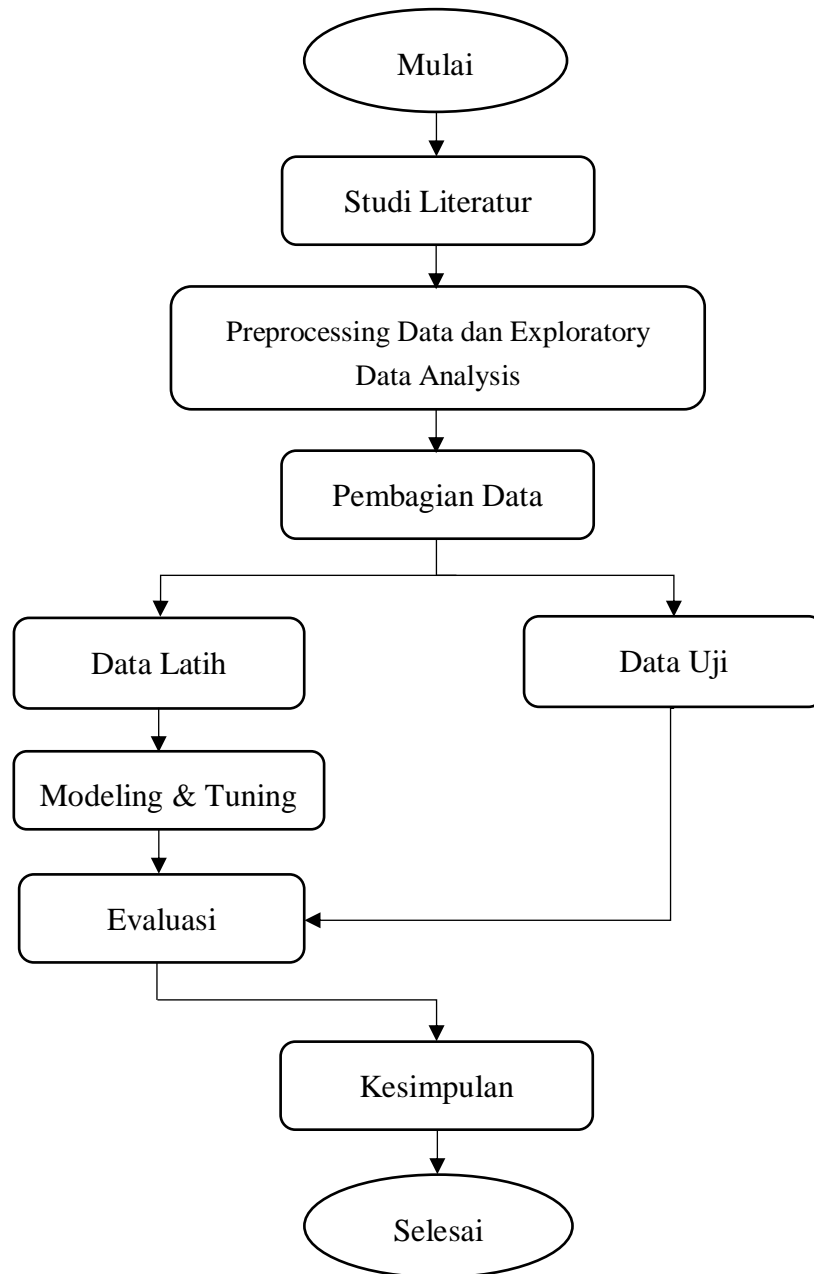 Mulai
Studi Literatur
Preprocessing Data dan Exploratory
Data Analysis
Pembagian Data
Data Latih
Data Uji
Modeling & Tuning
Evaluasi
Kesimpulan
Selesai